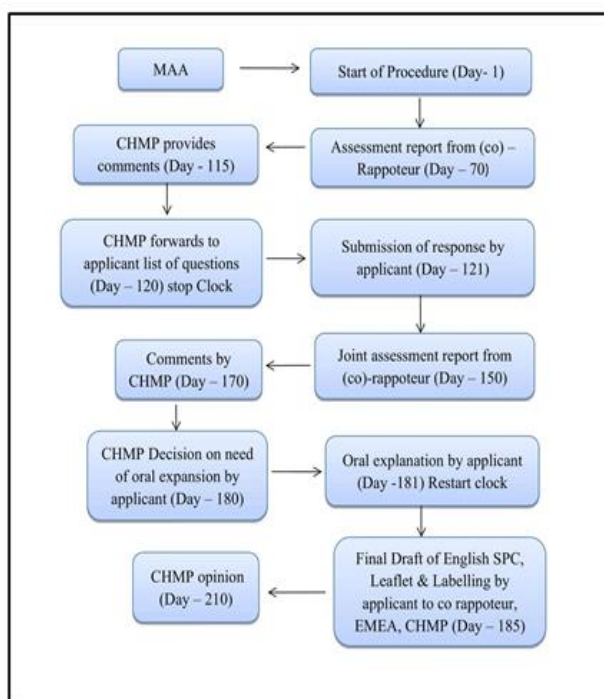 MAA
Start of Procedure (Day- 1)
Assessment report from (co) –
Rappoteur (Day – 70)
CHMP provides
comments (Day - 115)
CHMP forwards to
applicant list of questions
(Day – 120) stop Clock
Submission of response by
applicant (Day – 121)
Joint assessment report from
(co)-rappoteur (Day – 150)
Comments by
CHMP (Day – 170)
CHMP Decision on need
of oral expansion by
applicant (Day – 180)
Oral explanation by applicant
(Day -181) Restart clock
Final Draft of English SPC,
Leaflet & Labelling by
applicant to co rappoteur,
EMEA, CHMP (Day – 185)
CHMP opinion
(Day – 210)